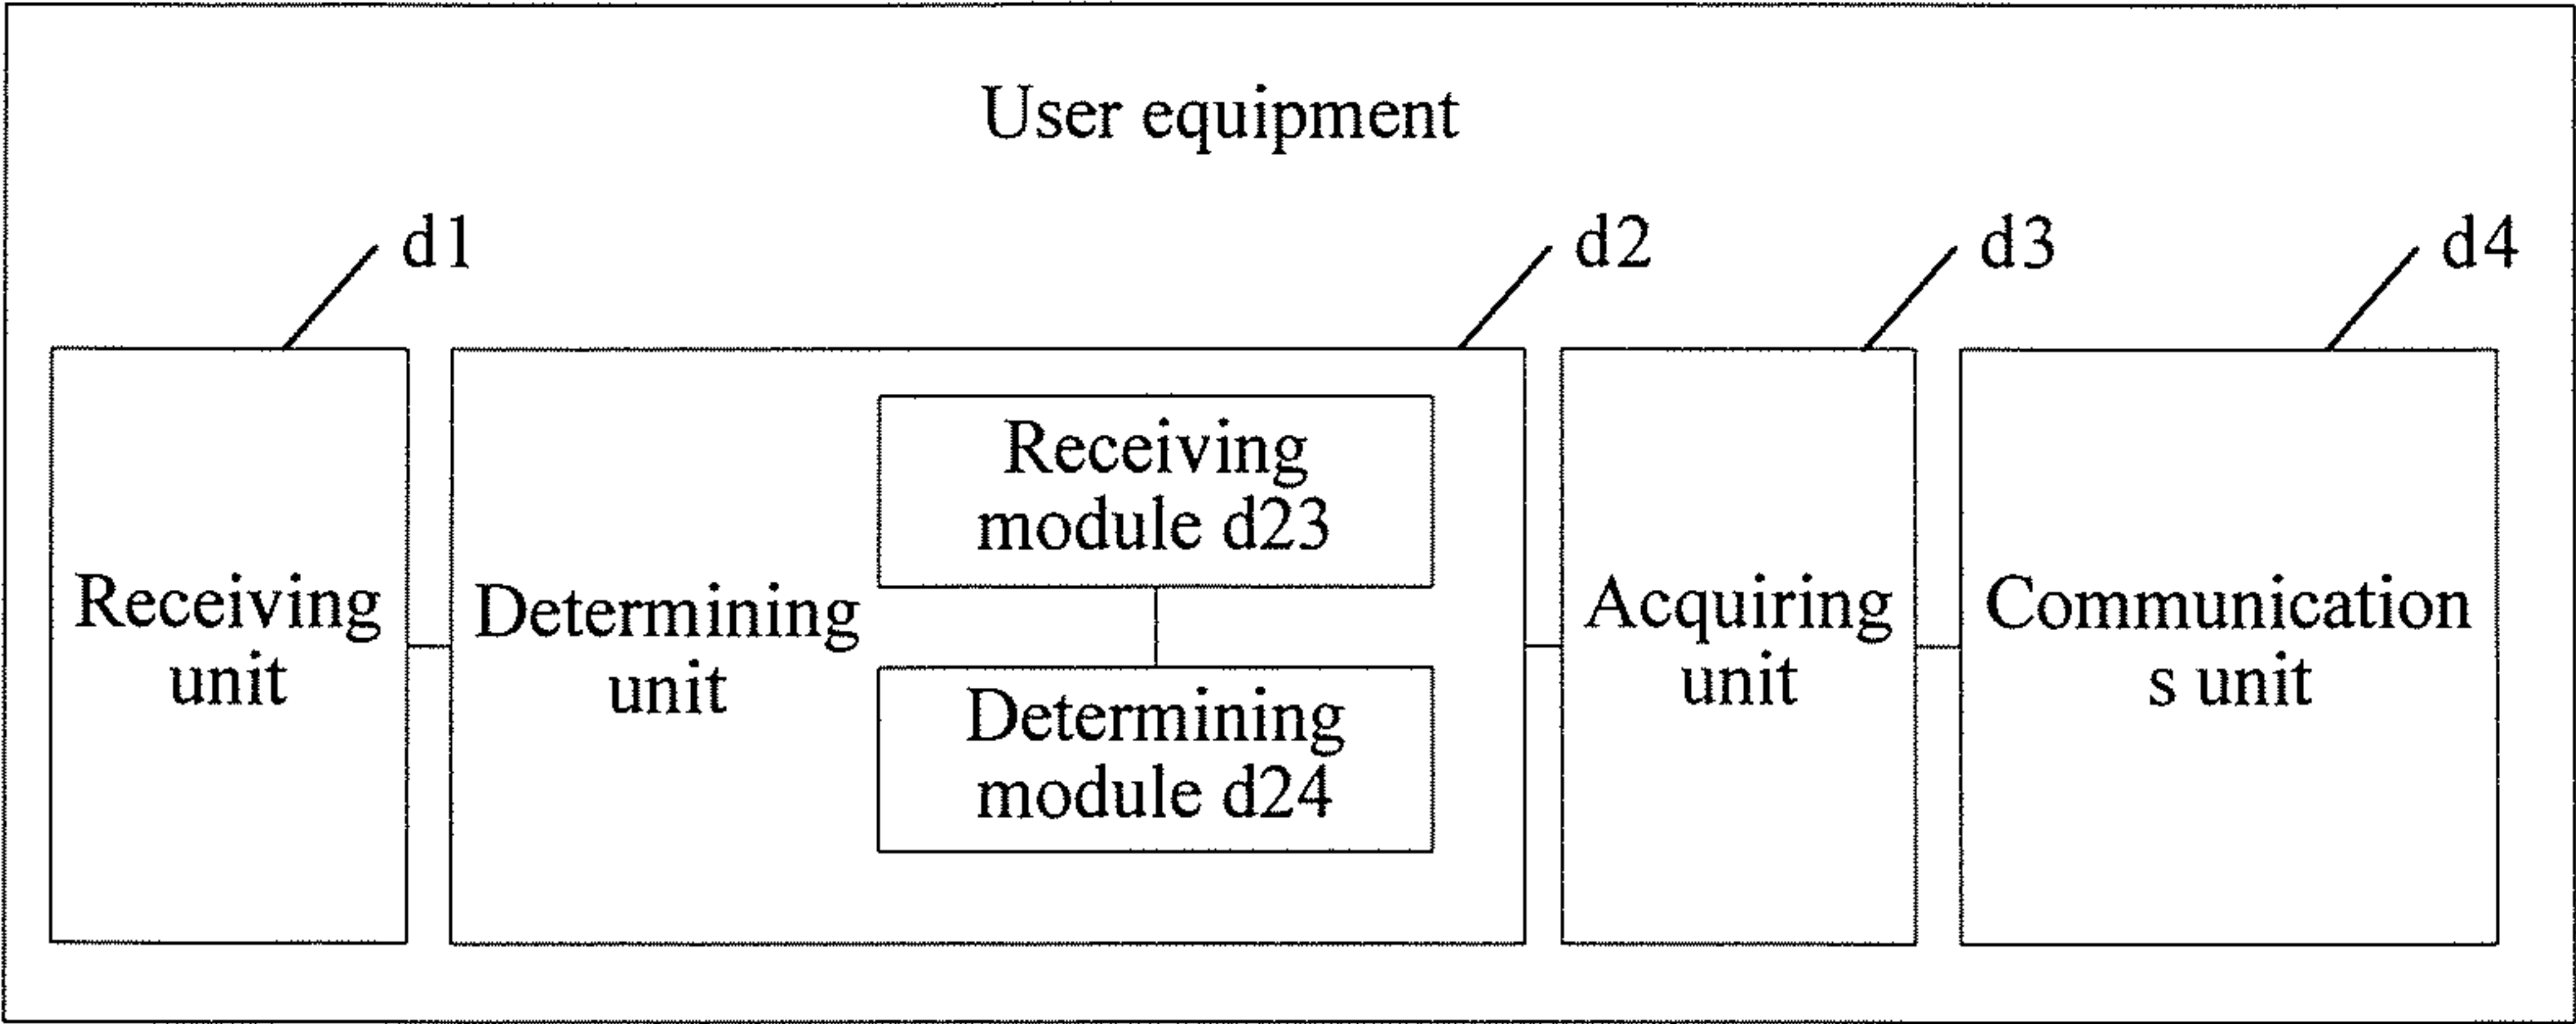 User equipment
d1
d2
d3
d4
Receiving
unit
Determining
unit
Receiving
module d23
Determining
module d24
Acquiring
unit
Communication
s unit